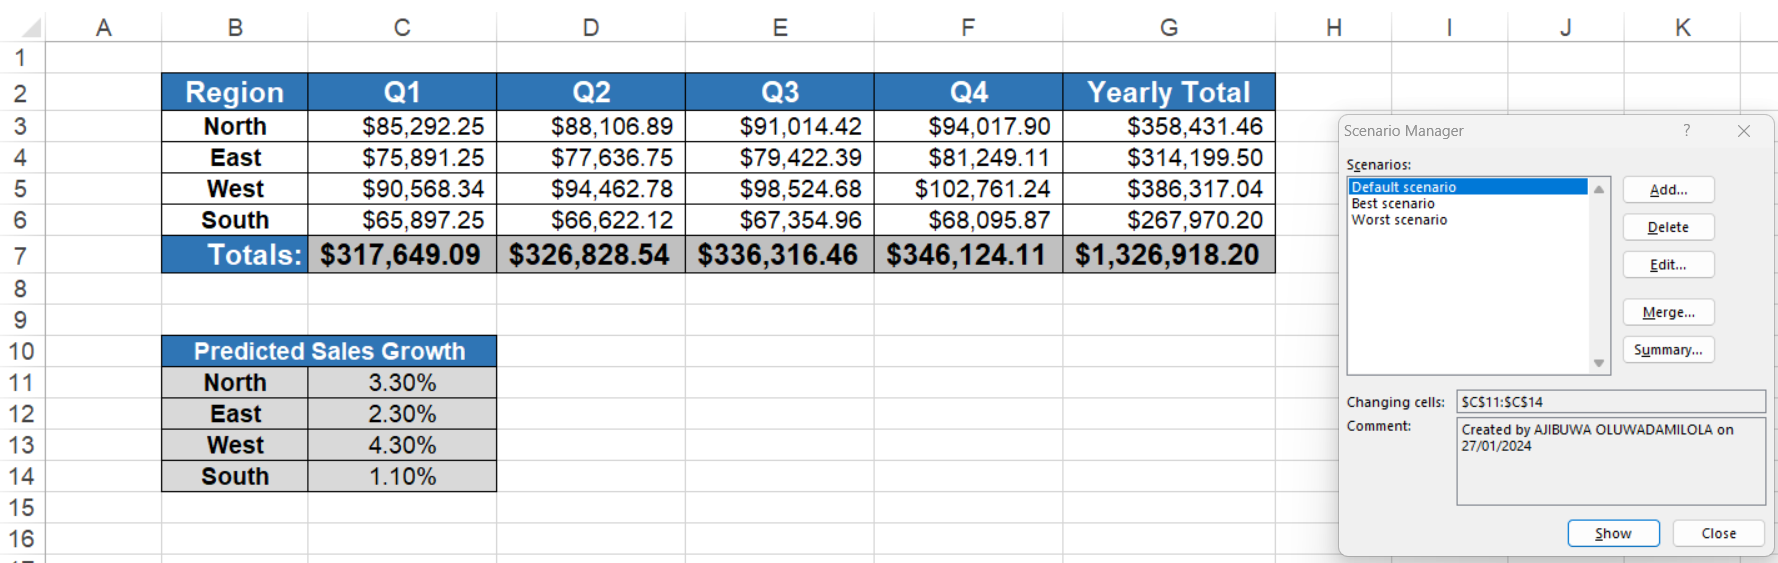 A B C D E F G H I J K
1
2 Region Q1 Q2 Q3 Q4 Yearly Total
3 North $85,292.25 $88,106.89 $91,014.42 $94,017.90 $358,431.46
4 East $75,891.25 $77,636.75 $79,422.39 $81,249.11 $314,199.50
5 West $90,568.34 $94,462.78 $98,524.68 $102,761.24 $386,317.04
6 South $65,897.25 $66,622.12 $67,354.96 $68,095.87 $267,970.20
7 Totals: $317,649.09 $326,828.54 $336,316.46 $346,124.11 $1,326,918.20
8
9
10 Predicted Sales Growth
11 North 3.30%
12 East 2.30%
13 West 4.30%
14 South 1.10%
15
16
Scenario Manager ?
Scenarios:
Default scenario
Best scenario
Worst scenario
Add...
Delete
Edit...
Merge...
Summary...
Changing cells: $C$11:$C$14
Comment: Created by AJIBUWA OLUWADAMILOLA on
27/01/2024
Show Close